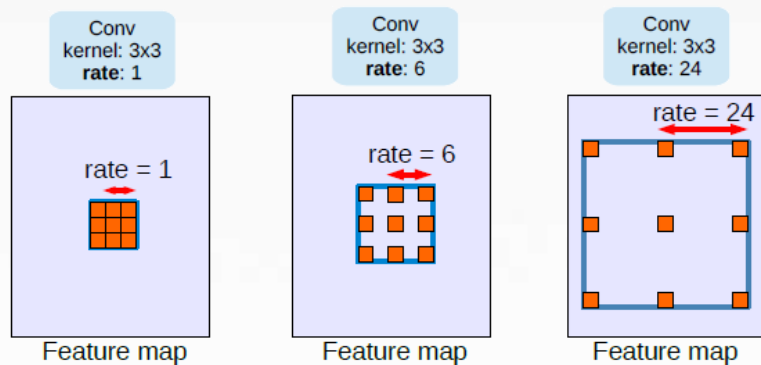 Conv
kernel: 3x3
rate: 1
Conv
kernel: 3x3
rate: 6
Conv
kernel: 3x3
rate: 24
rate = 1
rate = 6
rate = 24
Feature map
Feature map
Feature map